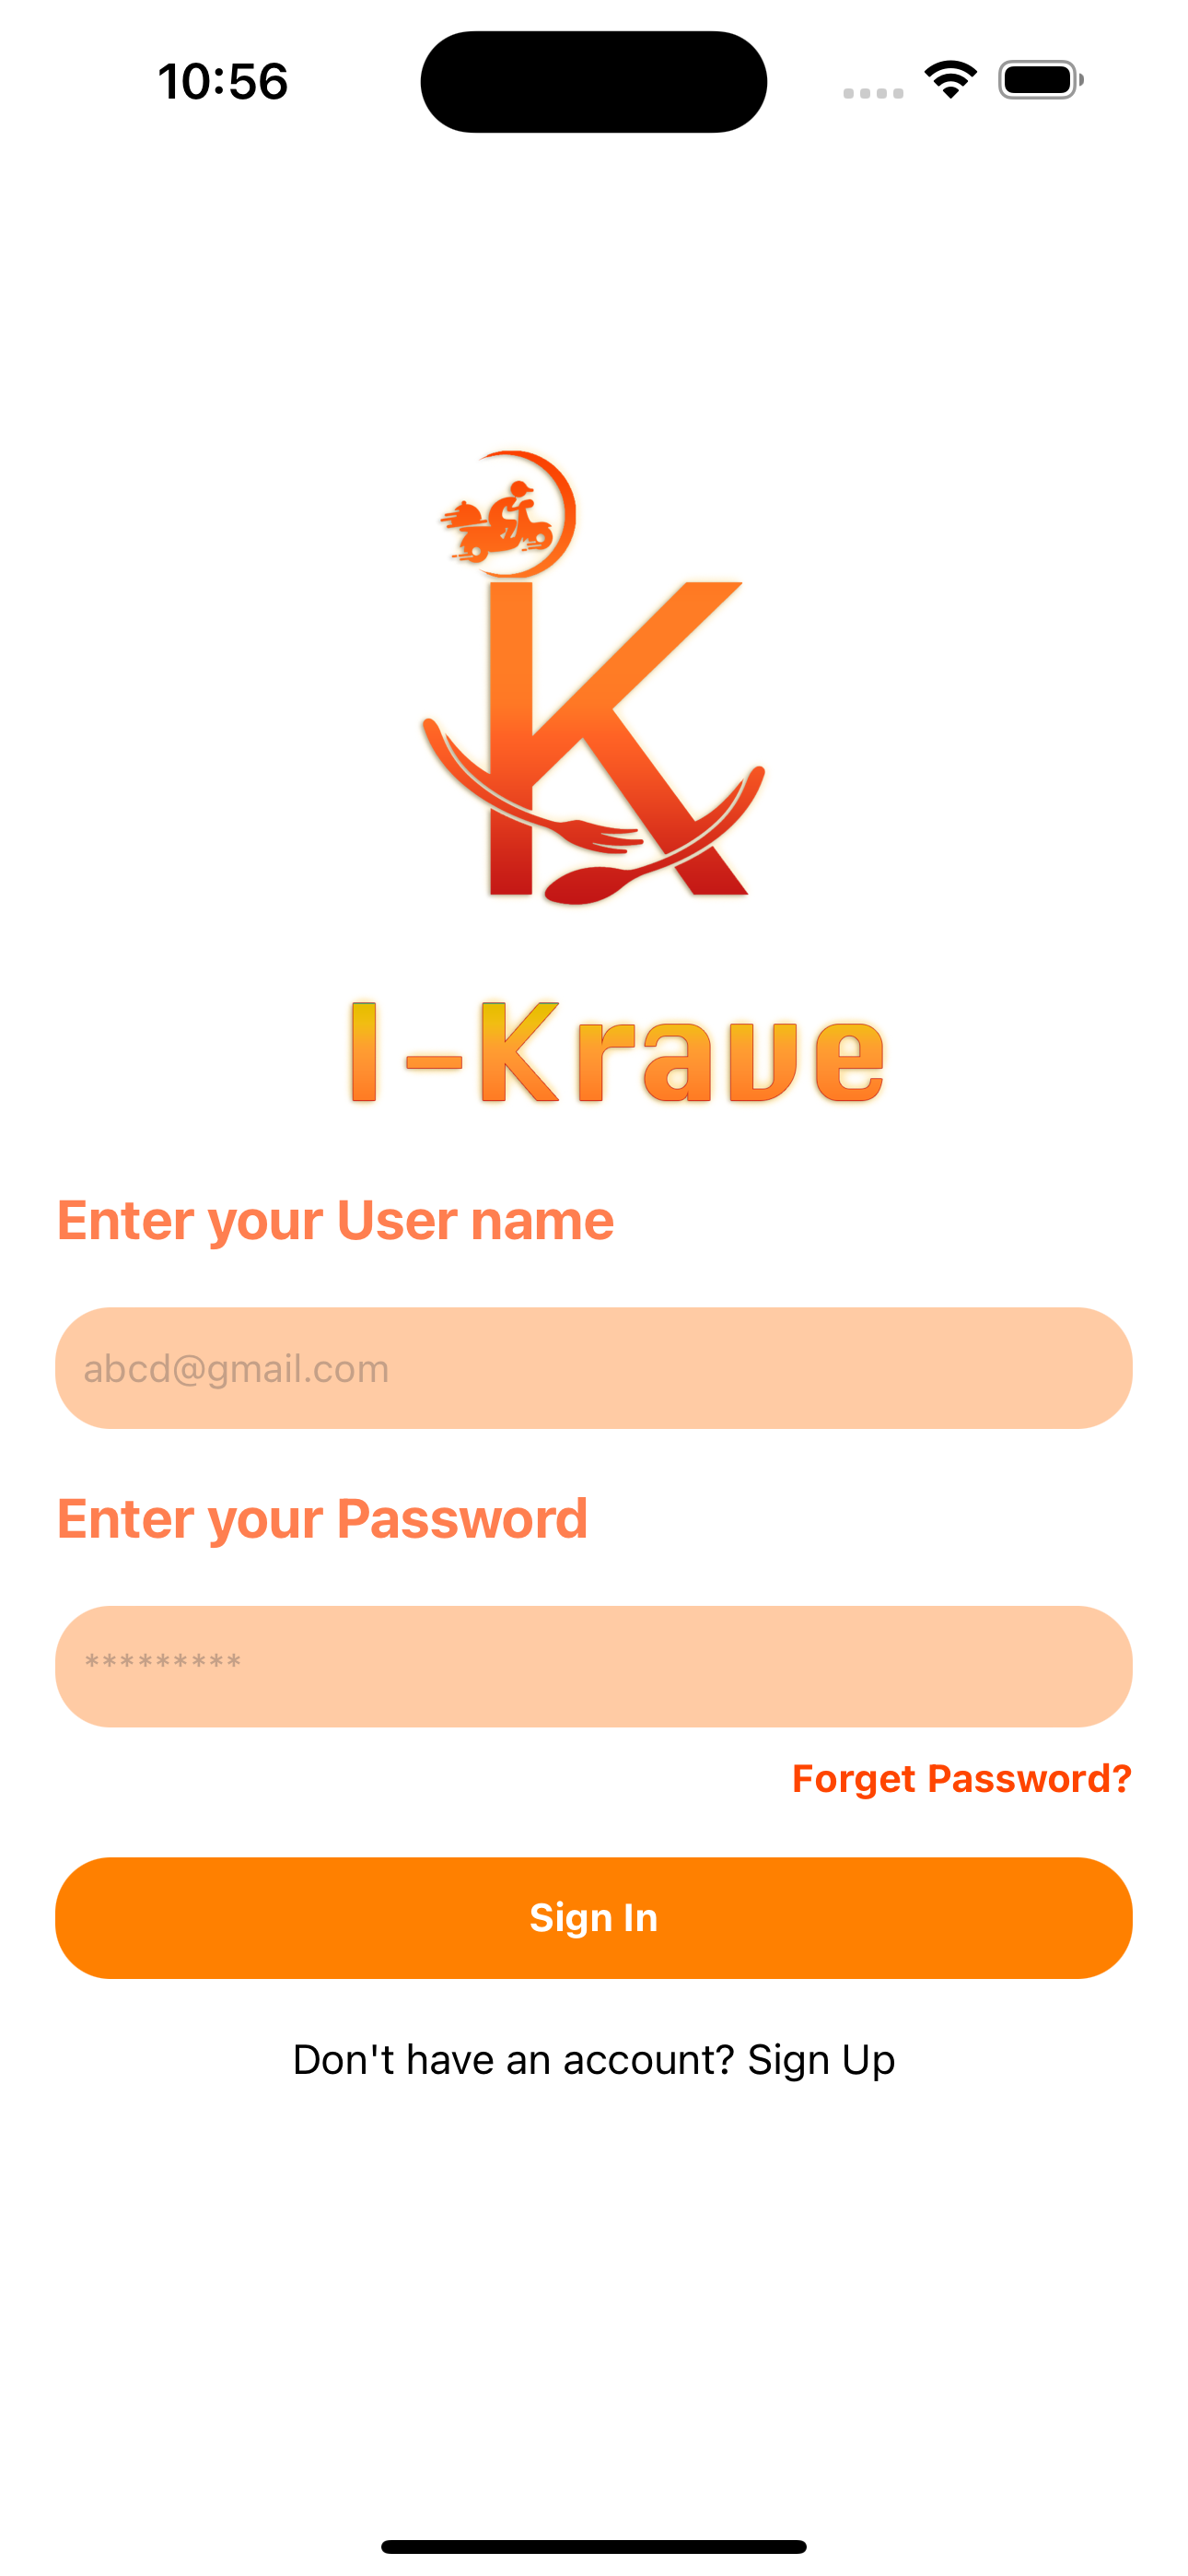 10:56
I-Krave
Enter your User name
abcd@gmail.com
Enter your Password
*********
Forget Password?
Sign In
Don't have an account? Sign Up